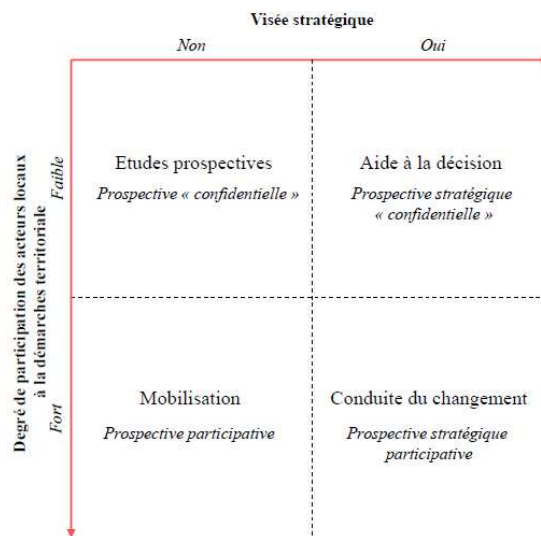 Visée stratégique
Non
Oui
Degré de participation des acteurs locaux
à la démarches territoriale
Faible
Etudes prospectives
Prospective « confidentielle »
Aide à la décision
Prospective stratégique
« confidentielle »
Fort
Mobilisation
Prospective participative
Conduite du changement
Prospective stratégique
participative